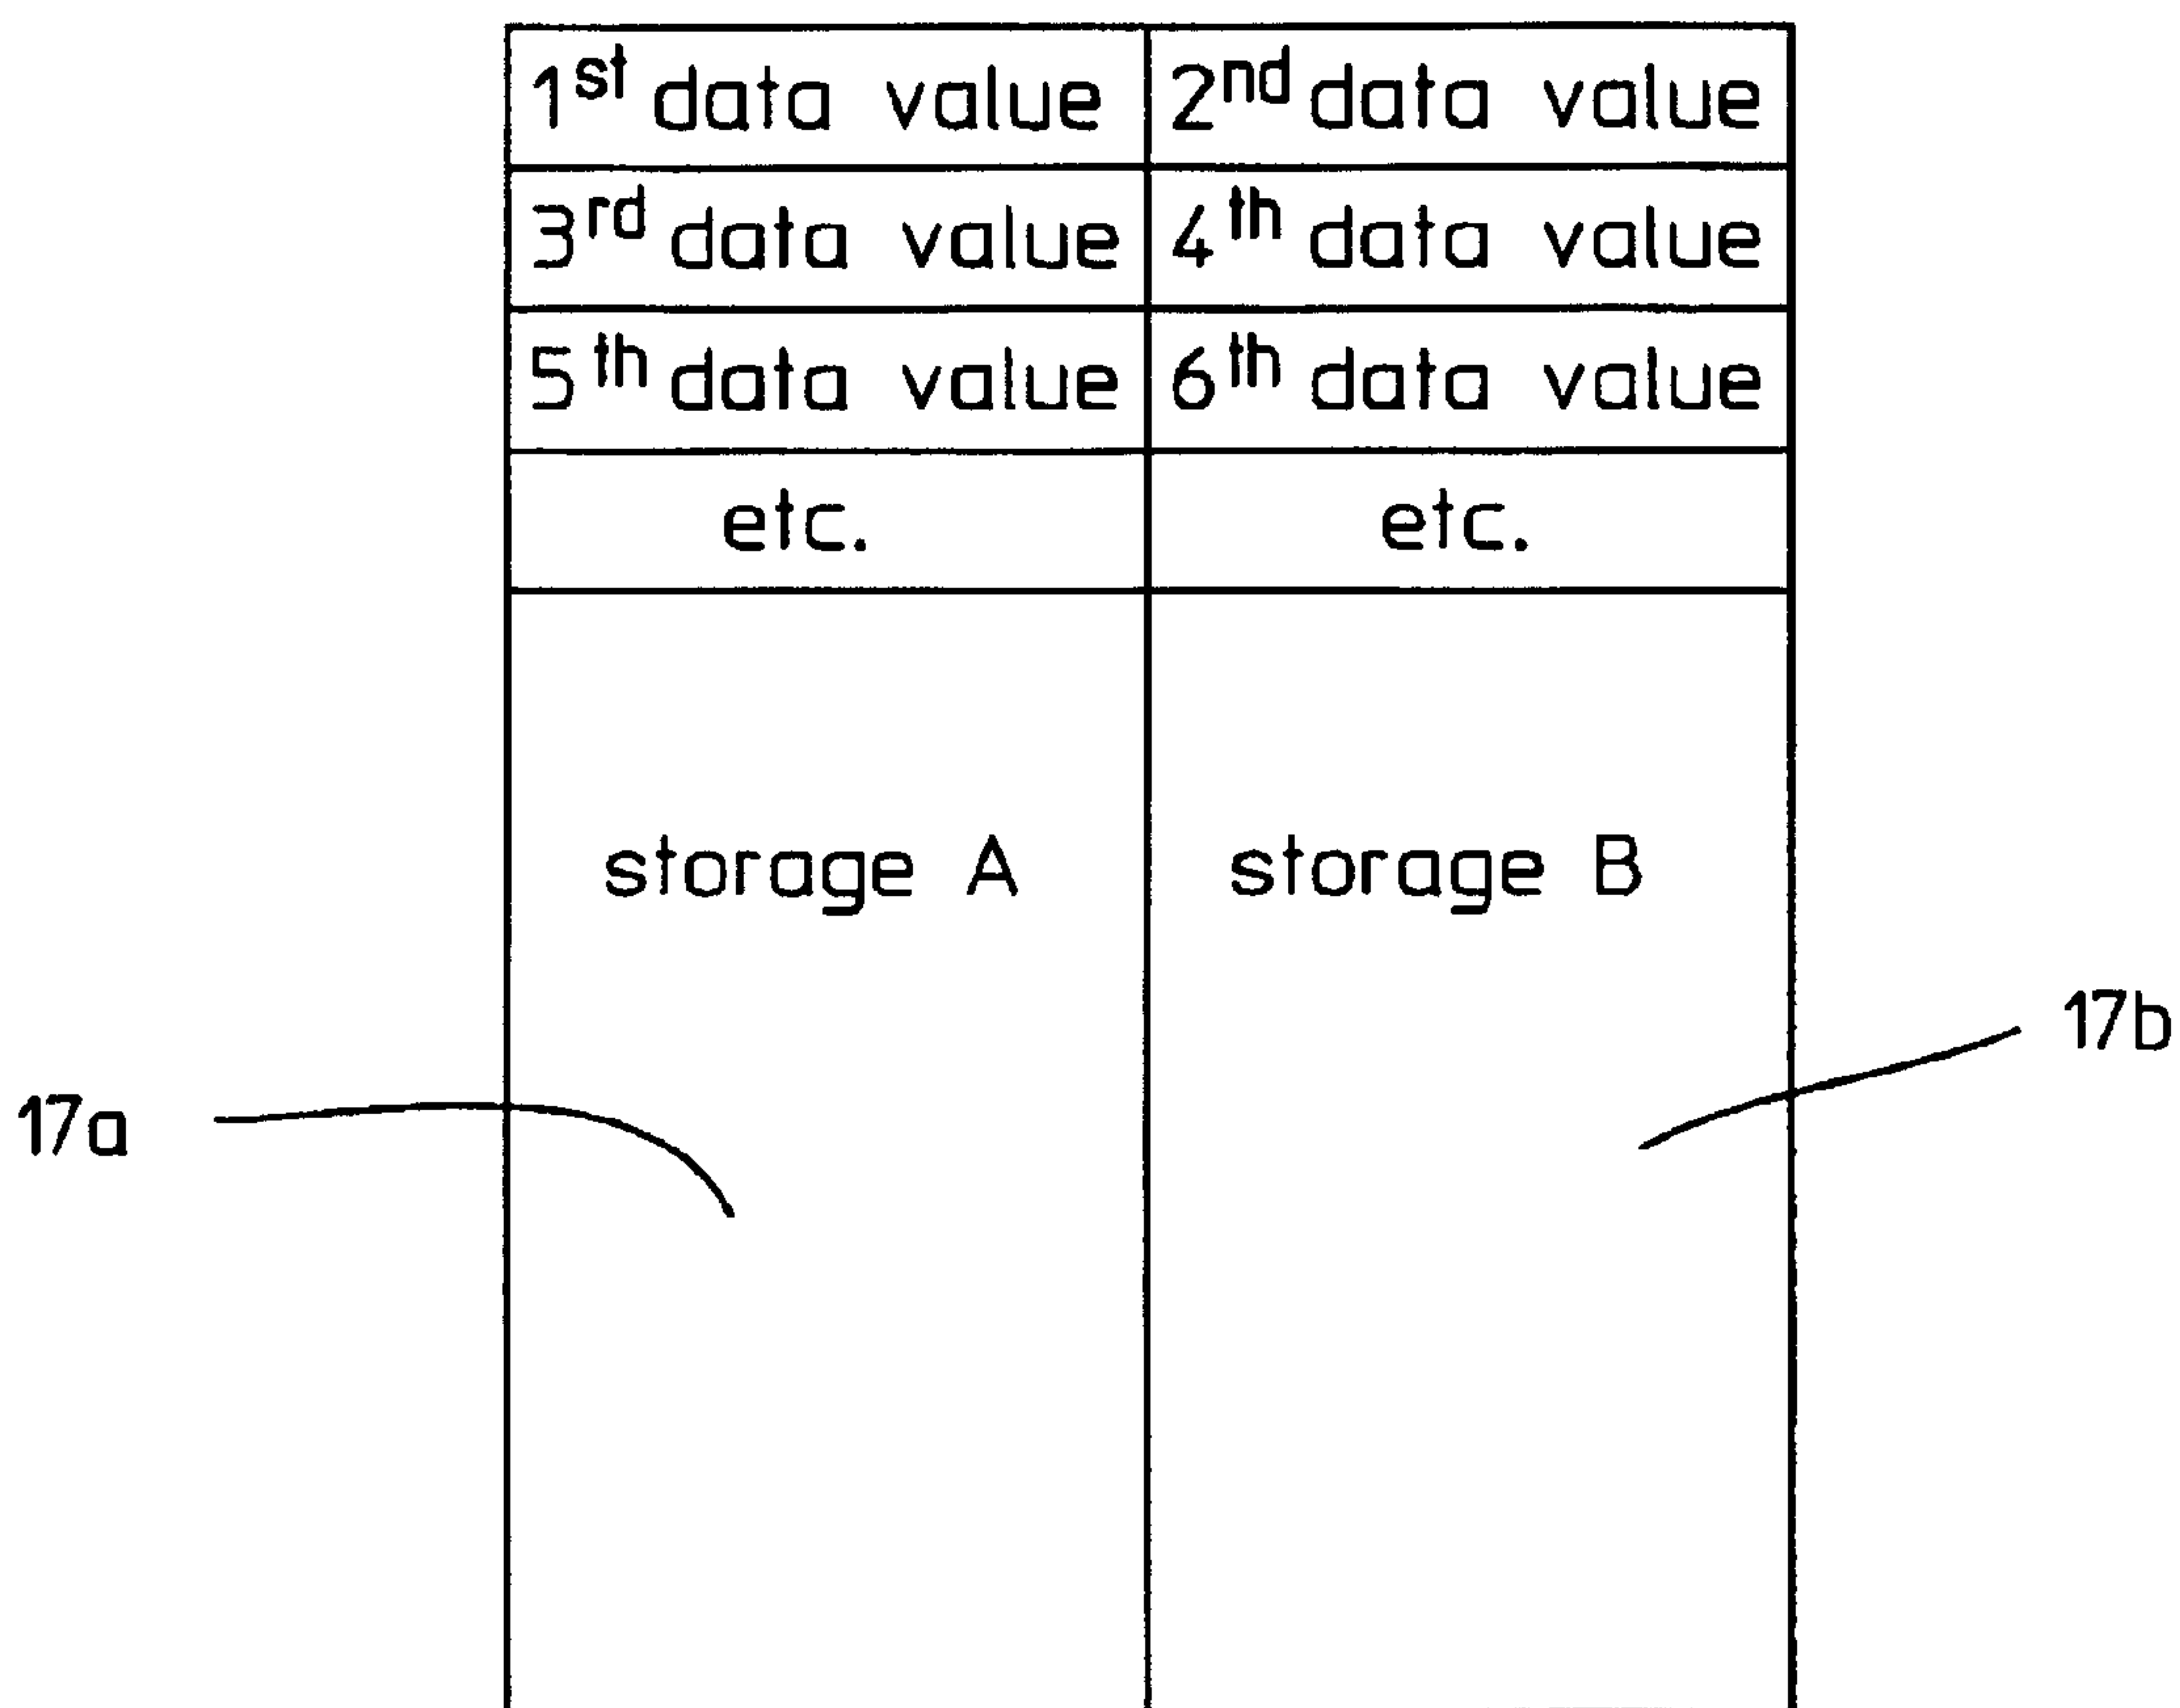 1st data value 2nd data value
3rd data value 4th data value
5th data value 6th data value
etc. etc.
storage A storage B
17b
17a